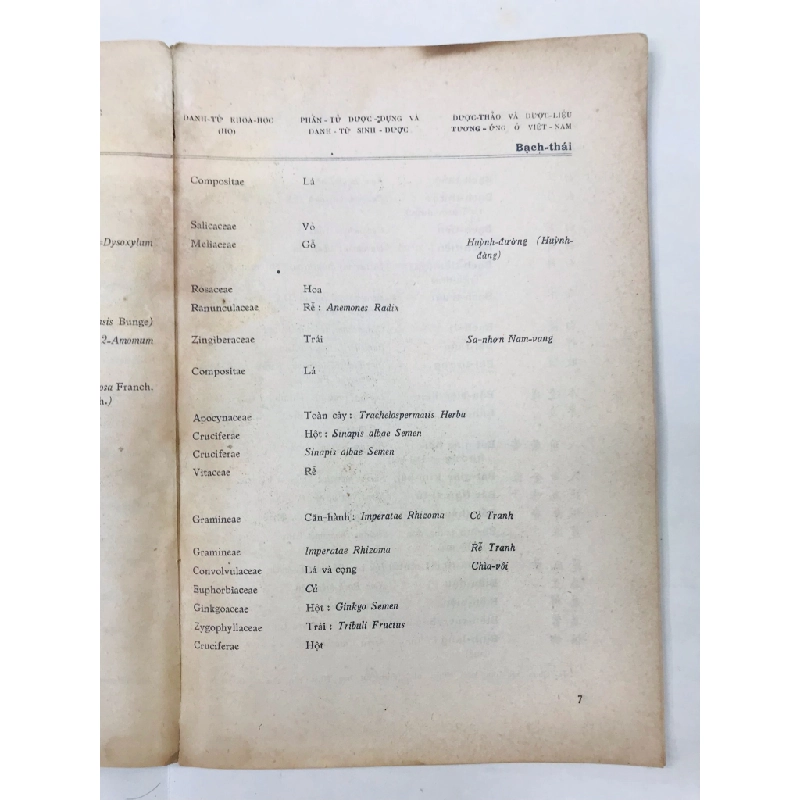 -Dysoxylum
Bunge)
2-Amomum
Franch.
h.)
DANH-TỪ KHOA-HỌC
(HỌ)
PHẦN-TỬ DƯỢC-DỤNG VÀ
DANH-TỪ SINH-DƯỢC
DƯỢC-THẢO VÀ DƯỢC-LIỆU
TƯƠNG-ỨNG Ở VIỆT-NAM
Bạch-thái
Compositae Lá
Salicaceae Vỏ
Meliaceae Gỗ Huỳnh-đường (Huỳnh-
đàng)
Rosaceae Hoa
Ranunculaceae Rễ : Anemones Radix
Zingiberaceae Trái Sa-nhơn Nam-vang
Compositae Lá
Apocynaceae Toàn cây : Trachelospermatis Herba
Cruciferae Hột : Sinapis albae Semen
Cruciferae Sinapis albae Semen
Vitaceae Rễ
Gramineae Căn-hành : Imperatae Rhizoma Cỏ Tranh
Gramineae Imperatae Rhizoma Rễ Tranh
Convolvulaceae Lá và cọng Chìa-vôi
Euphorbiaceae Củ
Ginkgoaceae Hột : Ginkgo Semen
Zygophyllaceae Trái : Tribuli Fructus
Cruciferae Hột
7